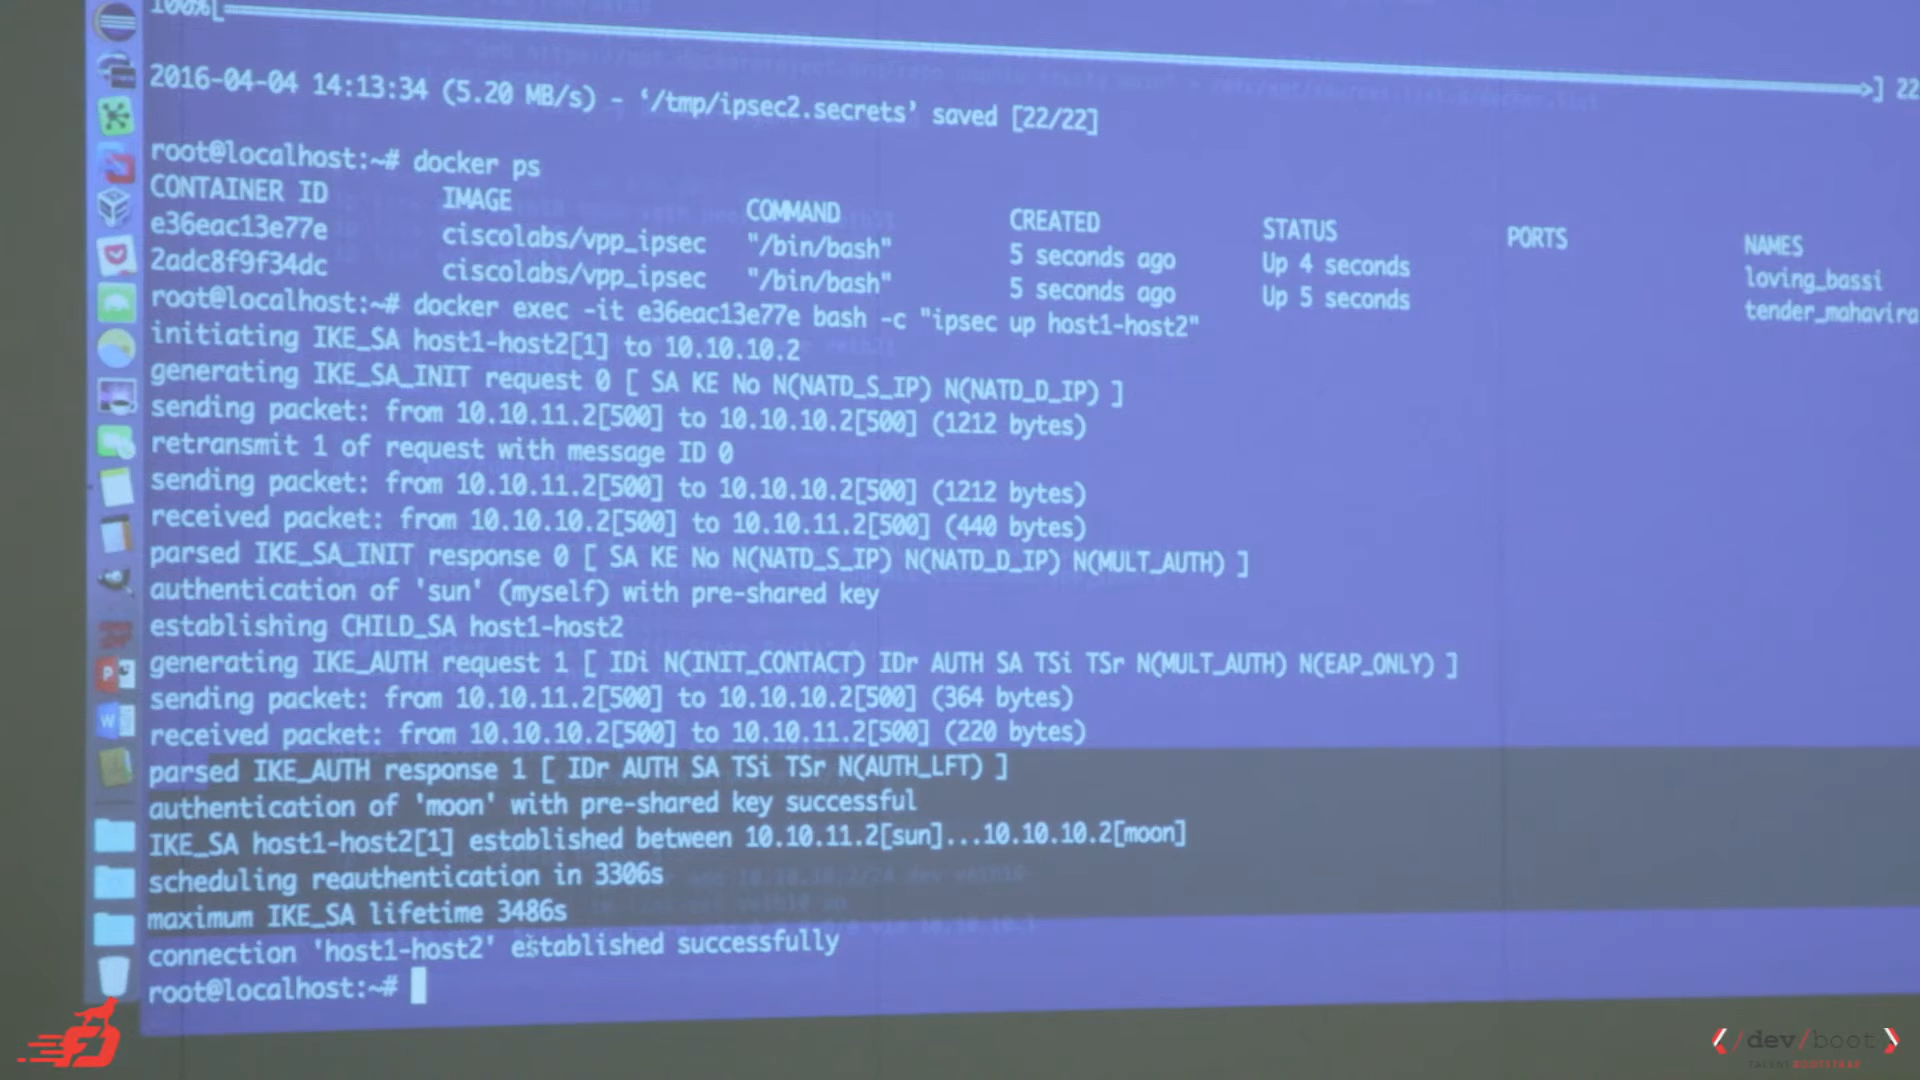 100%[
2016-04-04 14:13:34 (5.20 MB/s) - ‘/tmp/ipsec2.secrets’ saved [22/22]
root@localhost:~# docker ps
CONTAINER ID IMAGE COMMAND CREATED STATUS PORTS NAMES
e36eac13e77e ciscolabs/vpp_ipsec "/bin/bash" 5 seconds ago Up 4 seconds loving_bassi
2adc8f9f34dc ciscolabs/vpp_ipsec "/bin/bash" 5 seconds ago Up 5 seconds tender_mahavira
root@localhost:~# docker exec -it e36eac13e77e bash -c "ipsec up host1-host2"
initiating IKE_SA host1-host2[1] to 10.10.10.2
generating IKE_SA_INIT request 0 [ SA KE No N(NATD_S_IP) N(NATD_D_IP) ]
sending packet: from 10.10.11.2[500] to 10.10.10.2[500] (1212 bytes)
retransmit 1 of request with message ID 0
sending packet: from 10.10.11.2[500] to 10.10.10.2[500] (1212 bytes)
received packet: from 10.10.10.2[500] to 10.10.11.2[500] (440 bytes)
parsed IKE_SA_INIT response 0 [ SA KE No N(NATD_S_IP) N(NATD_D_IP) N(MULT_AUTH) ]
authentication of 'sun' (myself) with pre-shared key
establishing CHILD_SA host1-host2
generating IKE_AUTH request 1 [ IDi N(INIT_CONTACT) IDr AUTH SA TSi TSr N(MULT_AUTH) N(EAP_ONLY) ]
sending packet: from 10.10.11.2[500] to 10.10.10.2[500] (364 bytes)
received packet: from 10.10.10.2[500] to 10.10.11.2[500] (220 bytes)
parsed IKE_AUTH response 1 [ IDr AUTH SA TSi TSr N(AUTH_LFT) ]
authentication of 'moon' with pre-shared key successful
IKE_SA host1-host2[1] established between 10.10.11.2[sun]...10.10.10.2[moon]
scheduling reauthentication in 3306s
maximum IKE_SA lifetime 3486s
connection 'host1-host2' established successfully
root@localhost:~#
</dev/boot>
TALENT BOOTSTRAP